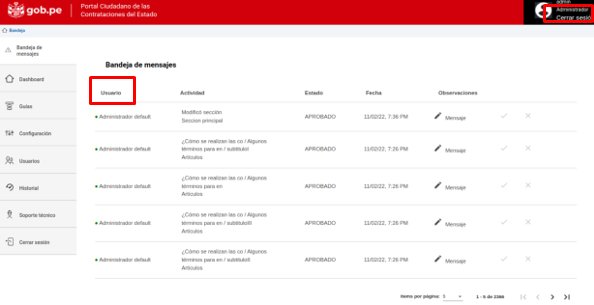 gob.pe
Portal Ciudadano de las
Contrataciones del Estado
admin
Administrador
Cerrar sesió
Bandeja
Bandeja de
mensajes
Dashboard
Guías
Configuración
Usuarios
Historial
Soporte técnico
Cerrar sesión
Bandeja de mensajes
Usuario Actividad Estado Fecha Observaciones
Administrador default Modificó sección
Seccion principal APROBADO 11/02/22, 7:36 PM Mensaje
Administrador default ¿Cómo se realizan las co / Algunos
términos para en / subtitulo!
Artículos APROBADO 11/02/22, 7:26 PM Mensaje
Administrador default ¿Cómo se realizan las co / Algunos
términos para en
Artículos APROBADO 11/02/22, 7:26 PM Mensaje
Administrador default ¿Cómo se realizan las co / Algunos
términos para en / subtitulo!!
Artículos APROBADO 11/02/22, 7:26 PM Mensaje
Administrador default ¿Cómo se realizan las co / Algunos
términos para en / subtitulo!!
Artículos APROBADO 11/02/22, 7:26 PM Mensaje
Items por página: 5 1 - 5 de 2386